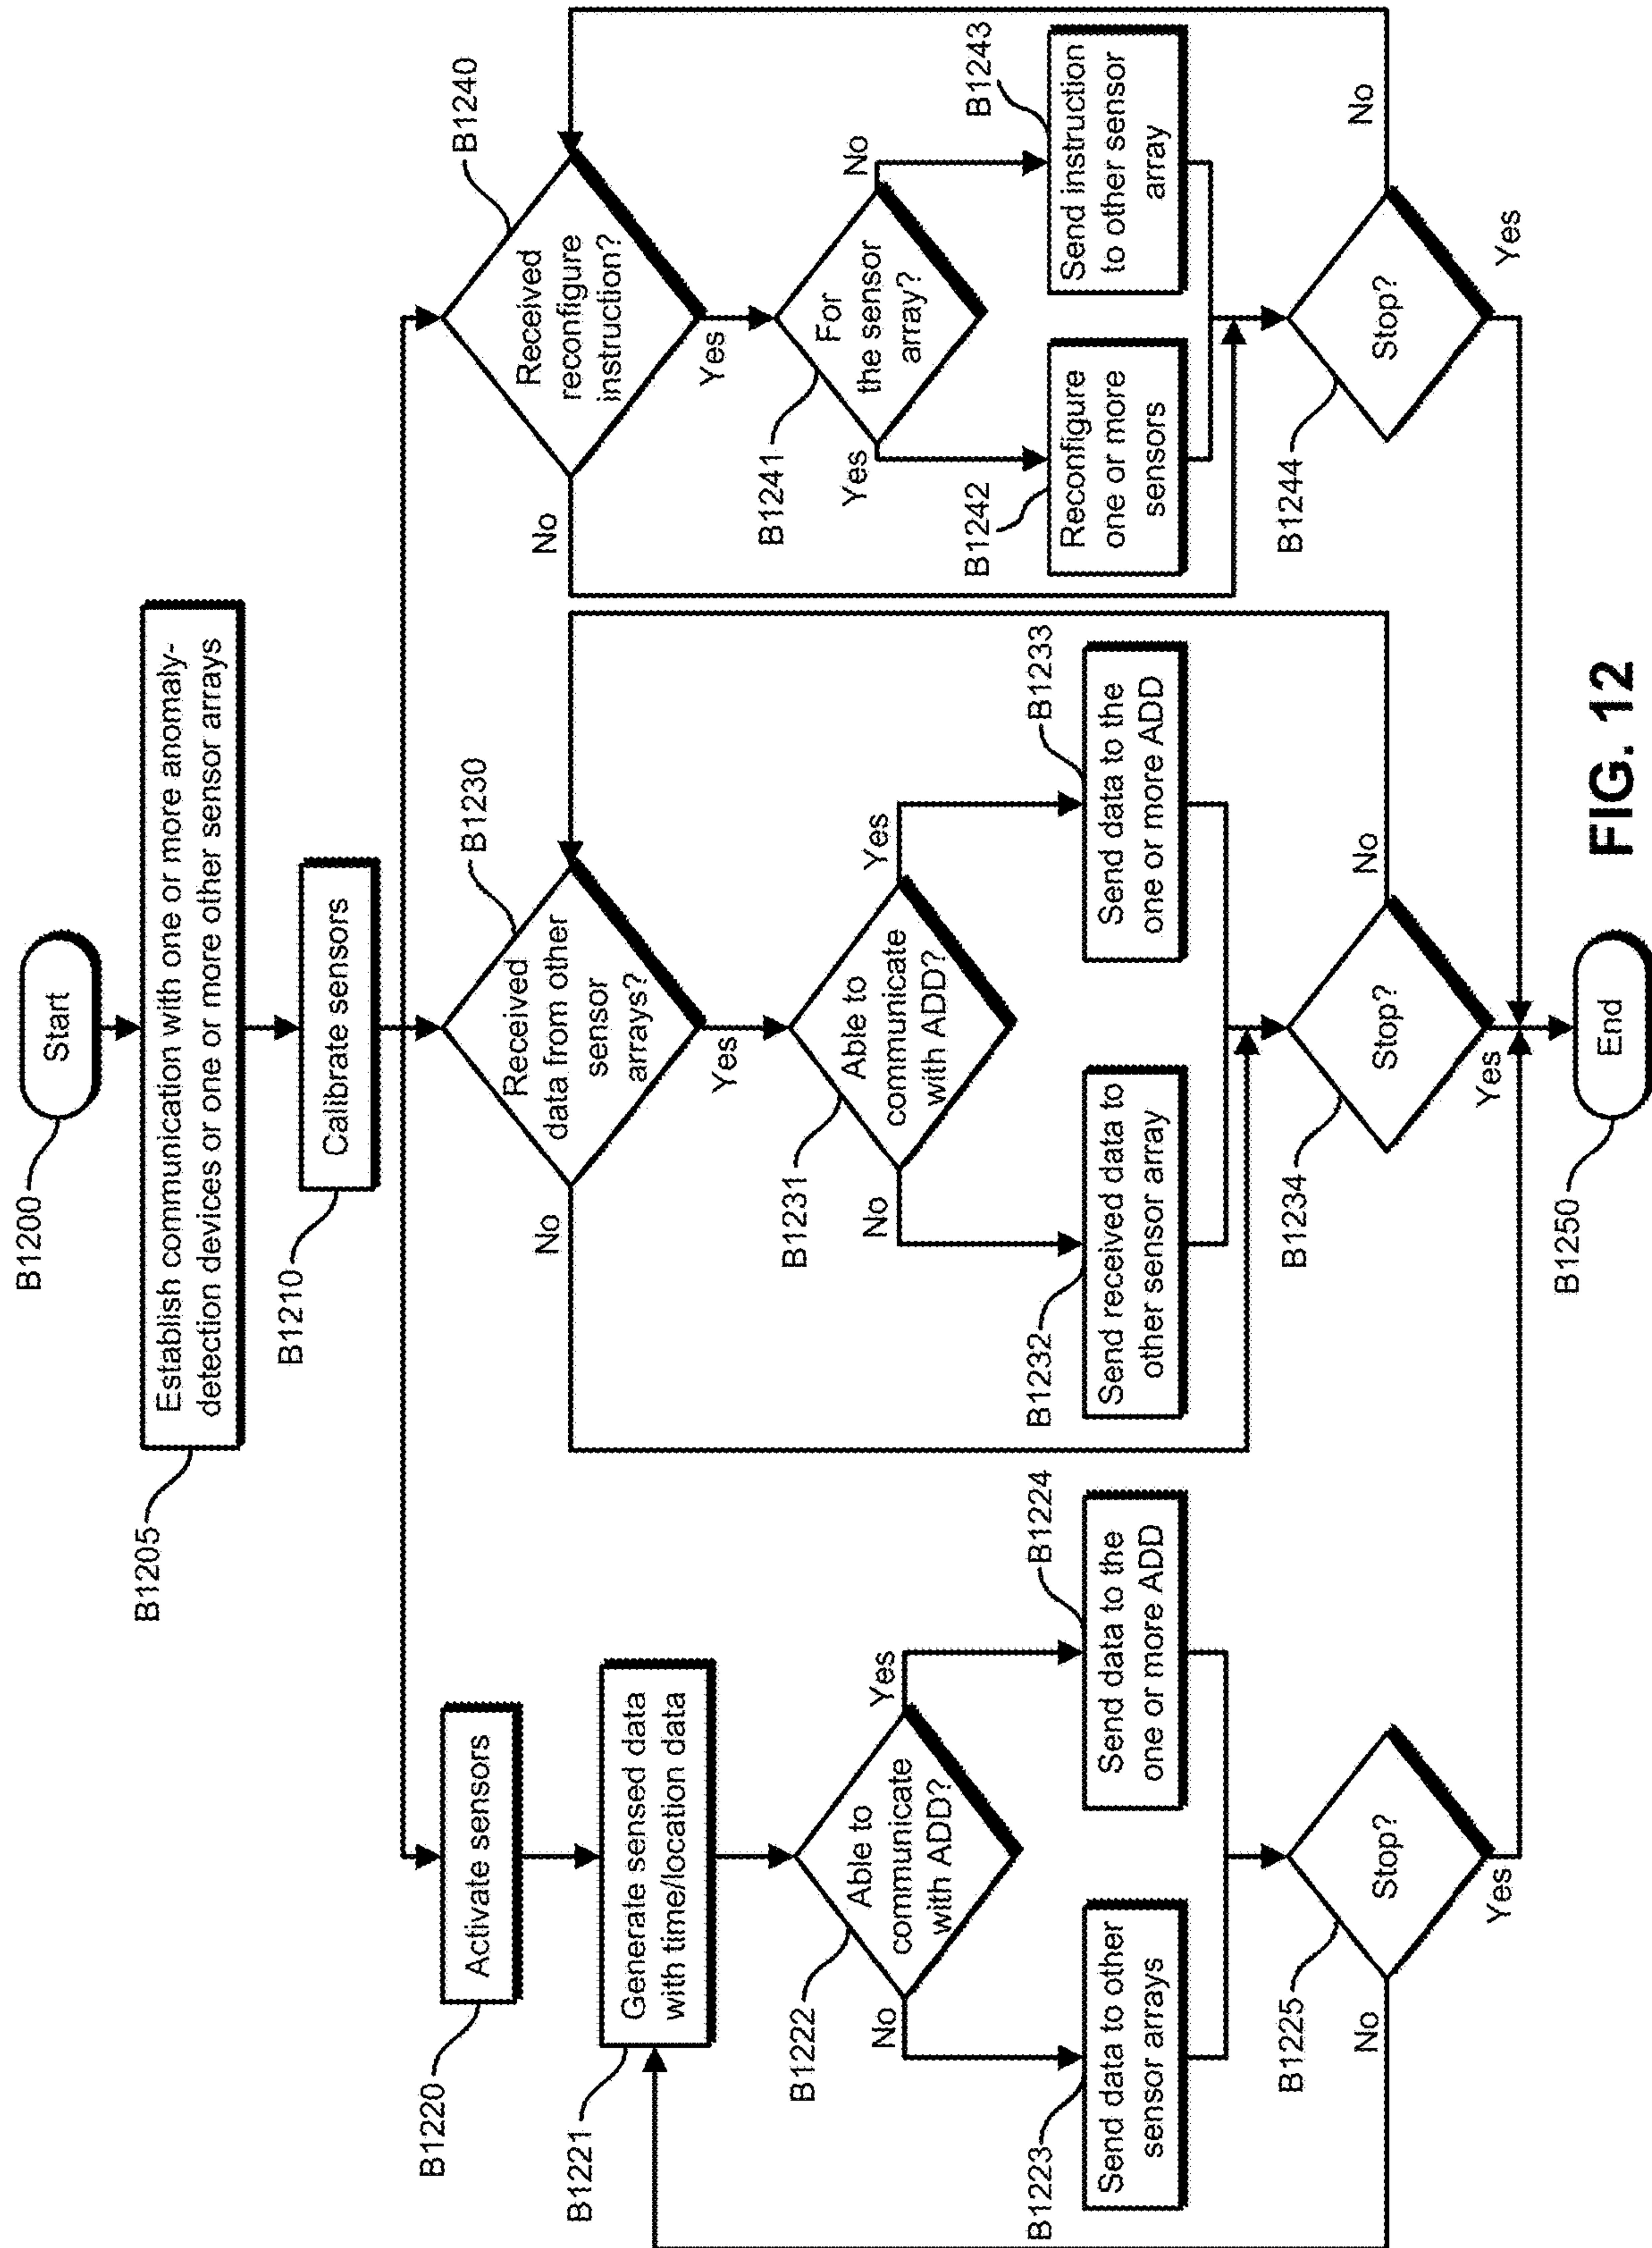 B1200
Start
B1205
Establish communication with one or more anomaly-
detection devices or one or more other sensor arrays
B1210
Calibrate sensors
B1220
Activate sensors
B1221
Generate sensed data
with time/location data
B1222
Able to
communicate
with ADD?
No
Yes
B1223
Send data to other
sensor arrays
B1224
Send data to the
one or more ADD
B1225
Stop?
No
Yes
B1230
Received
data from other
sensor
arrays?
No
Yes
B1231
Able to
communicate
with ADD?
No
Yes
B1232
Send received data to
other sensor array
B1233
Send data to the
one or more ADD
B1234
Stop?
No
Yes
B1240
Received
reconfigure
instruction?
No
Yes
B1241
For
the sensor
array?
Yes
No
B1242
Reconfigure
one or more
sensors
B1243
Send instruction
to other sensor
array
B1244
Stop?
No
Yes
B1250
End
FIG. 12